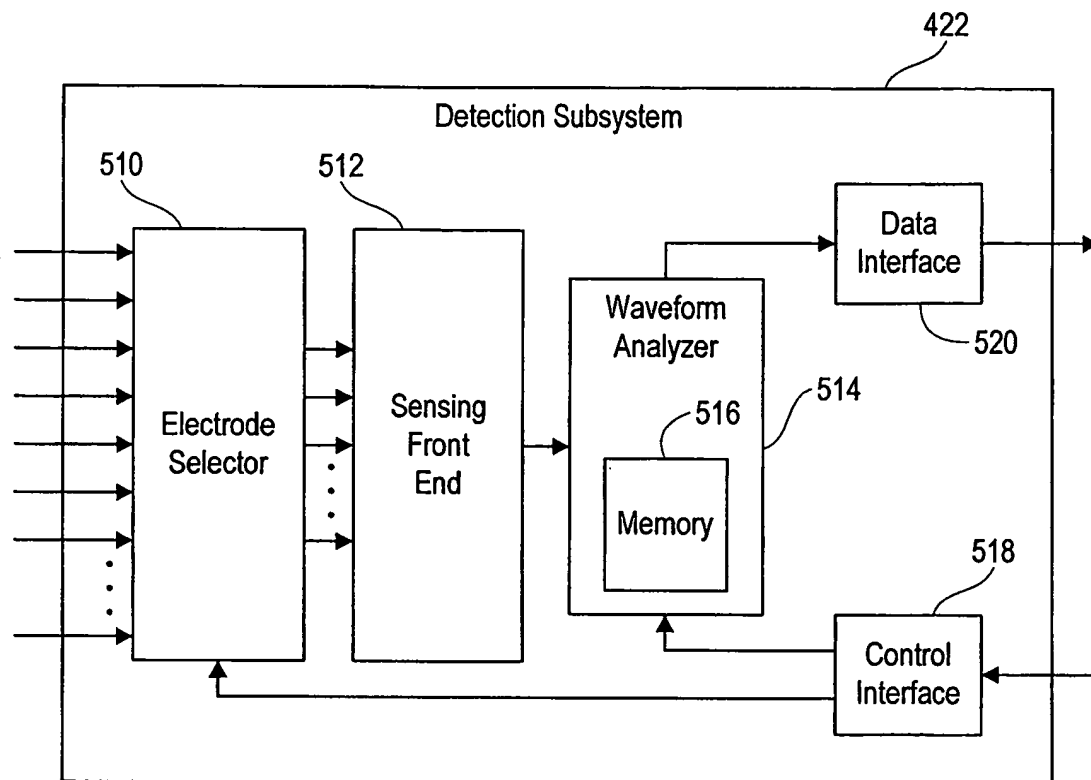 422
Detection Subsystem
510
512
Data
Interface
520
Waveform
Analyzer
514
516
Memory
Electrode
Selector
Sensing
Front
End
518
Control
Interface